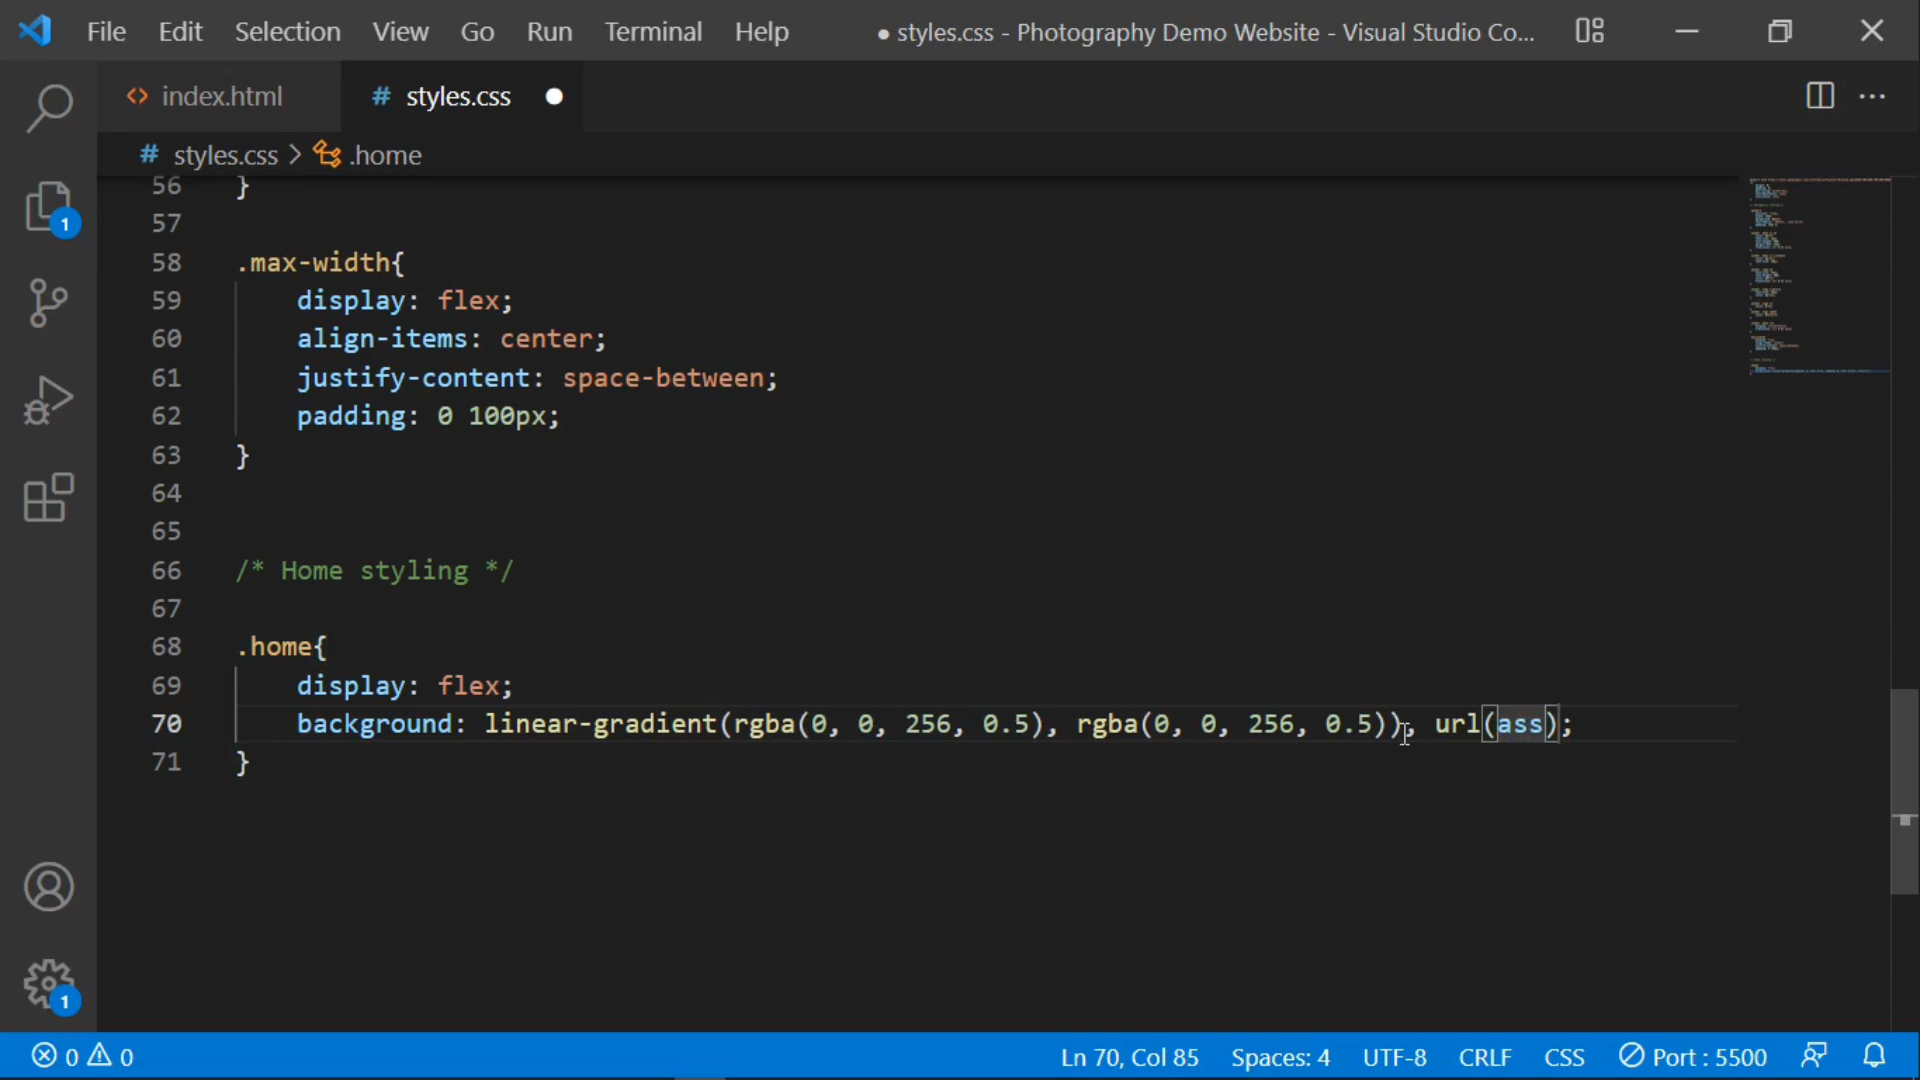 File Edit Selection View Go Run Terminal Help ● styles.css - Photography Demo Website - Visual Studio Co...
<> index.html # styles.css ●
# styles.css > .home
56 }
57
58 .max-width{
59 display: flex;
60 align-items: center;
61 justify-content: space-between;
62 padding: 0 100px;
63 }
64
65
66 /* Home styling */
67
68 .home{
69 display: flex;
70 background: linear-gradient(rgba(0, 0, 256, 0.5), rgba(0, 0, 256, 0.5)), url(ass);
71 }
1
1
0 0 Ln 70, Col 85 Spaces: 4 UTF-8 CRLF CSS Port : 5500